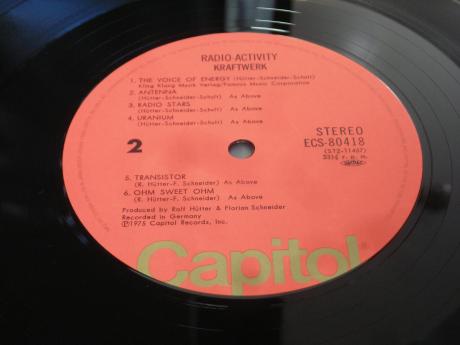 RADIO-ACTIVITY
KRAFTWERK
1. THE VOICE OF ENERGY (Hütter-Schneider-Schult)
Kling Klang Musik Verlag/Famous Music Corporation
2. ANTENNA
(Hütter-Schneider-Schult) As Above
3. RADIO STARS
(Hütter-Schneider-Schult) As Above
4. URANIUM
(Hütter-Schneider-Schult) As Above
2
STEREO
ECS-80418
(ST2-11457)
33⅓ r. p. m.
5. TRANSISTOR
(R. Hütter-F. Schneider) As Above
6. OHM SWEET OHM
(R. Hütter-F. Schneider) As Above
Produced by Ralf Hütter & Florian Schneider
Recorded in Germany
Ⓟ1975 Capitol Records, Inc.
Capitol®